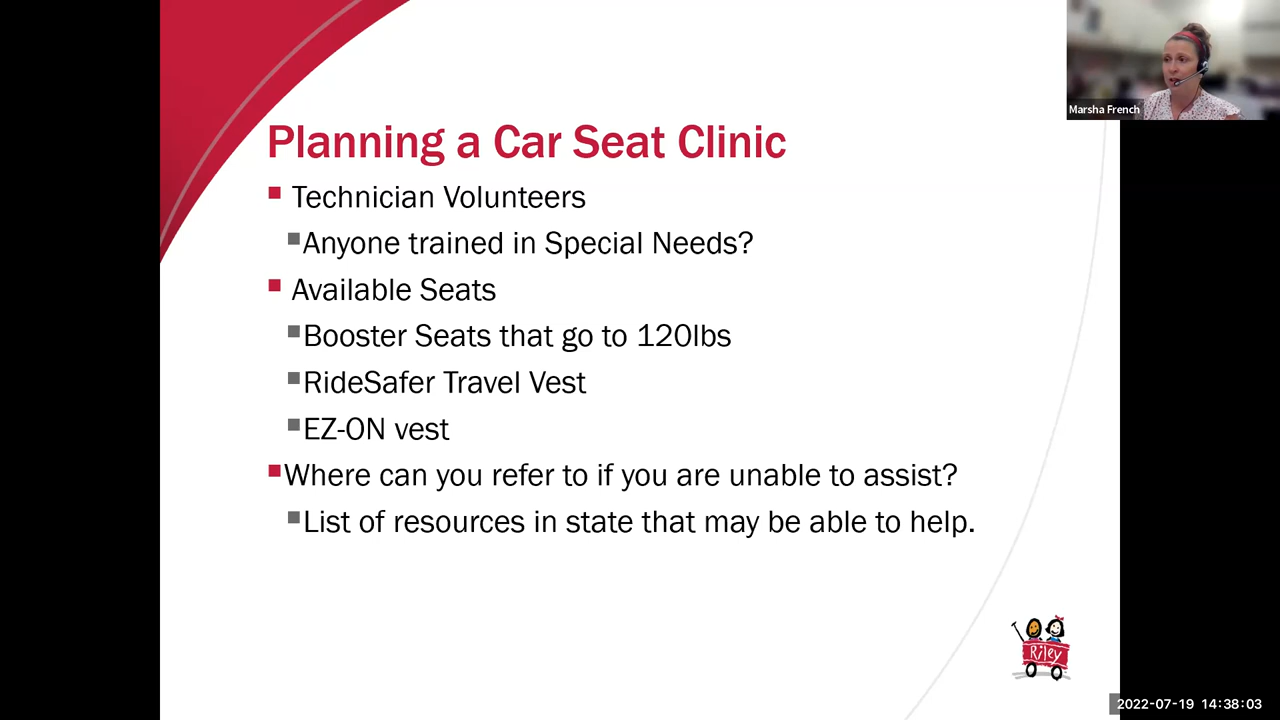 Marsha French
Planning a Car Seat Clinic
Technician Volunteers
Anyone trained in Special Needs?
Available Seats
Booster Seats that go to 120lbs
RideSafer Travel Vest
EZ-ON vest
Where can you refer to if you are unable to assist?
List of resources in state that may be able to help.
Riley
2022-07-19 14:38:03